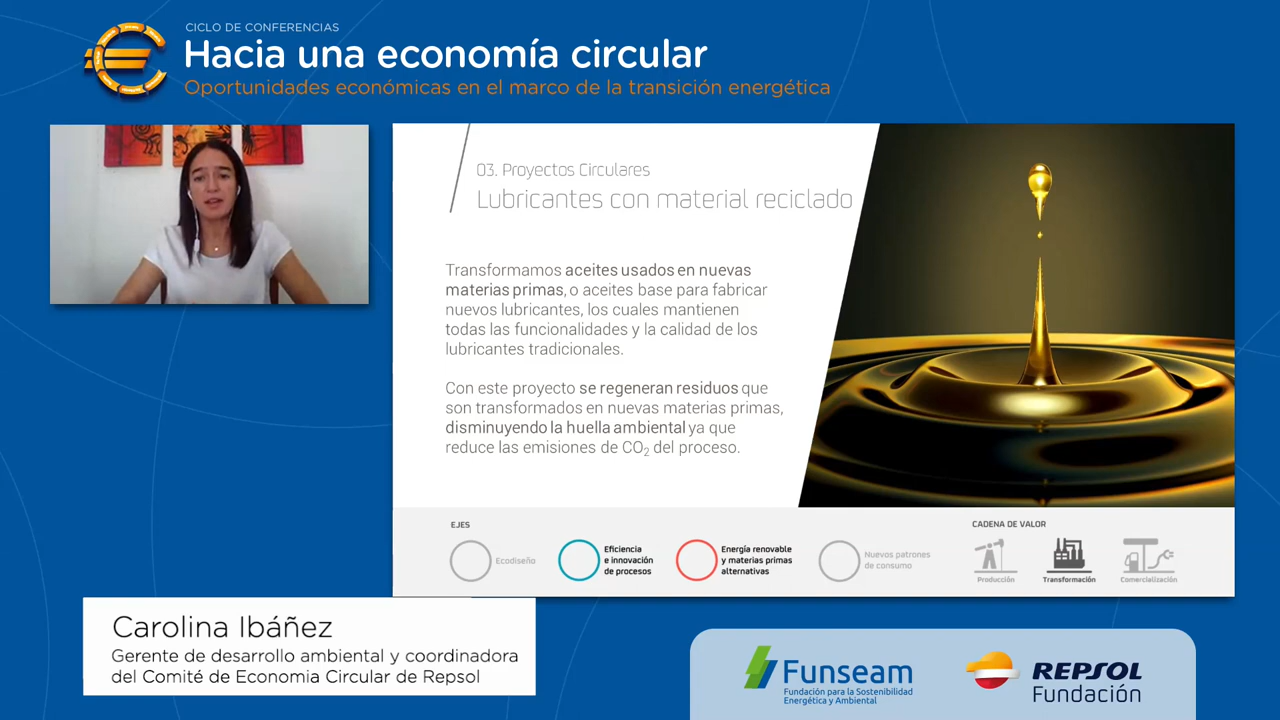 CICLO DE CONFERENCIAS
Hacia una economía circular
Oportunidades económicas en el marco de la transición energética
03. Proyectos Circulares
Lubricantes con material reciclado
Transformamos aceites usados en nuevas
materias primas, o aceites base para fabricar
nuevos lubricantes, los cuales mantienen
todas las funcionalidades y la calidad de los
lubricantes tradicionales.
Con este proyecto se regeneran residuos que
son transformados en nuevas materias primas,
disminuyendo la huella ambiental ya que
reduce las emisiones de CO₂ del proceso.
EJES
Ecodiseño
Eficiencia
e innovación
de procesos
Energía renovable
y materias primas
alternativas
Nuevos patrones
de consumo
CADENA DE VALOR
Producción
Transformación
Comercialización
Carolina Ibáñez
Gerente de desarrollo ambiental y coordinadora
del Comité de Economia Circular de Repsol
Funseam
Fundación para la Sostenibilidad
Energética y Ambiental
REPSOL
Fundación